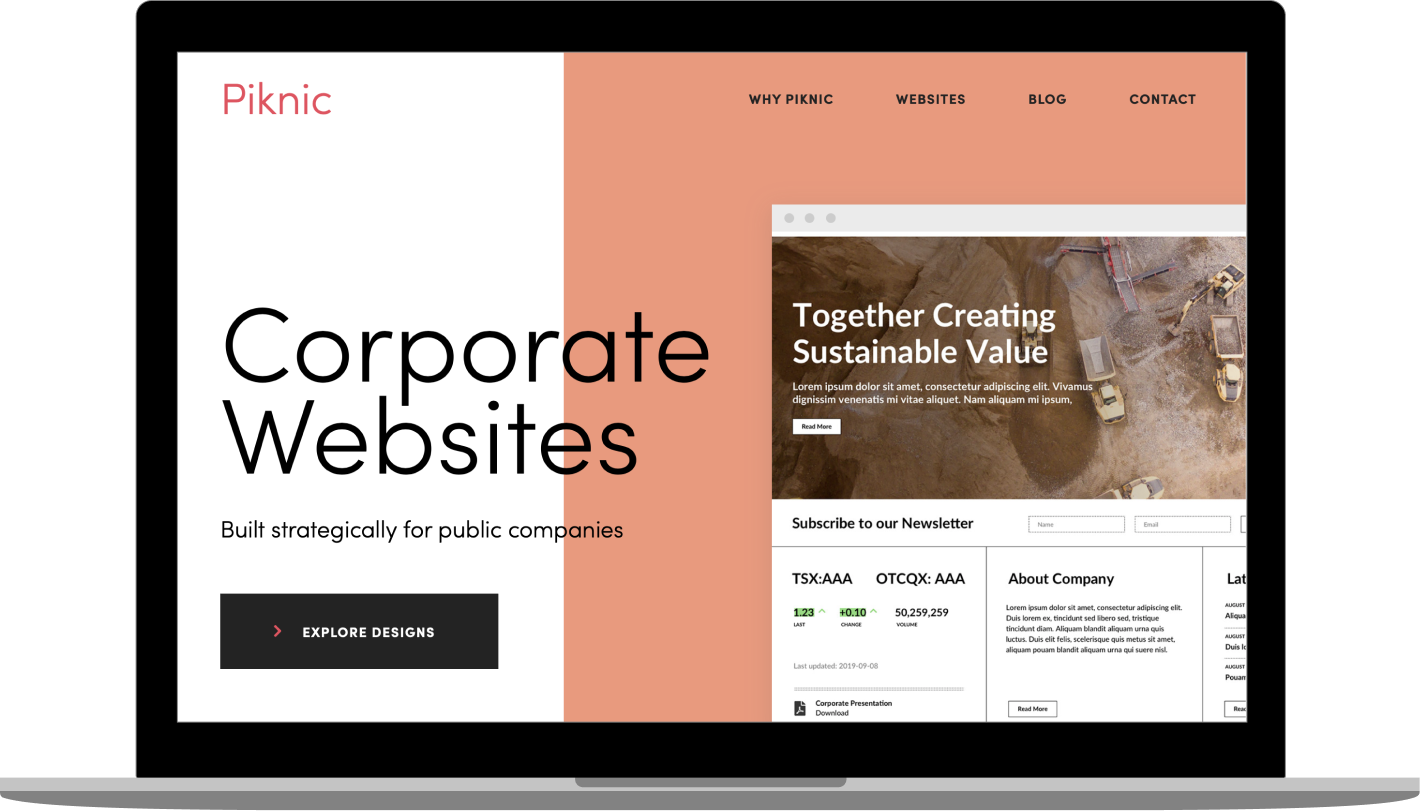 Piknic
WHY PIKNIC
WEBSITES
BLOG
CONTACT
Corporate
Websites
Built strategically for public companies
EXPLORE DESIGNS
Together Creating
Sustainable Value
Lorem ipsum dolor sit amet, consectetur adipiscing elit. Vivamus
dignissim venenatis mi vitae aliquet. Nam aliquam mi ipsum,
Read More
Subscribe to our Newsletter
Name
Email
TSX:AAA
OTCQX: AAA
1.23
+0.10
50,259,259
LAST
CHANGE
VOLUME
Last updated: 2019-09-08
Corporate Presentation
Download
About Company
Lorem ipsum dolor sit amet, consectetur adipiscing elit.
Duis lorem ex, tincidunt sed libero sed, tristique
tincidunt diam. Aliquam blandit aliquam urna quis
luctus. Duis elit felis, scelerisque quis metus sit amet,
aliquam pouam blandit aliquam urna qui suere nisl.
Read More
Lat
AUGUST
Aliqua
AUGUST
Duis lo
AUGUST
Pouam
Read